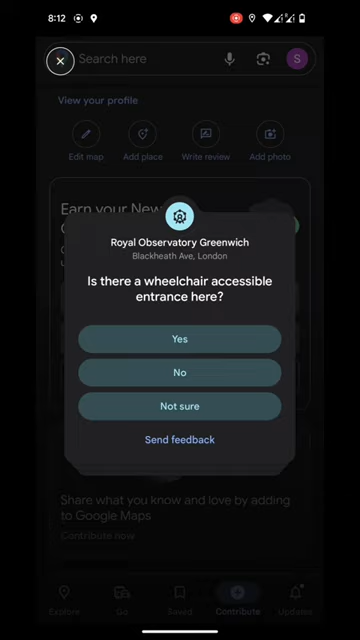 8:12
Search here
S
View your profile
Edit map
Add place
Write review
Add photo
Earn your New
Royal Observatory Greenwich
Blackheath Ave, London
Is there a wheelchair accessible
entrance here?
Yes
No
Not sure
Send feedback
Share what you know and love by adding
to Google Maps
Contribute now
Explore
Go
Saved
Contribute
Updates